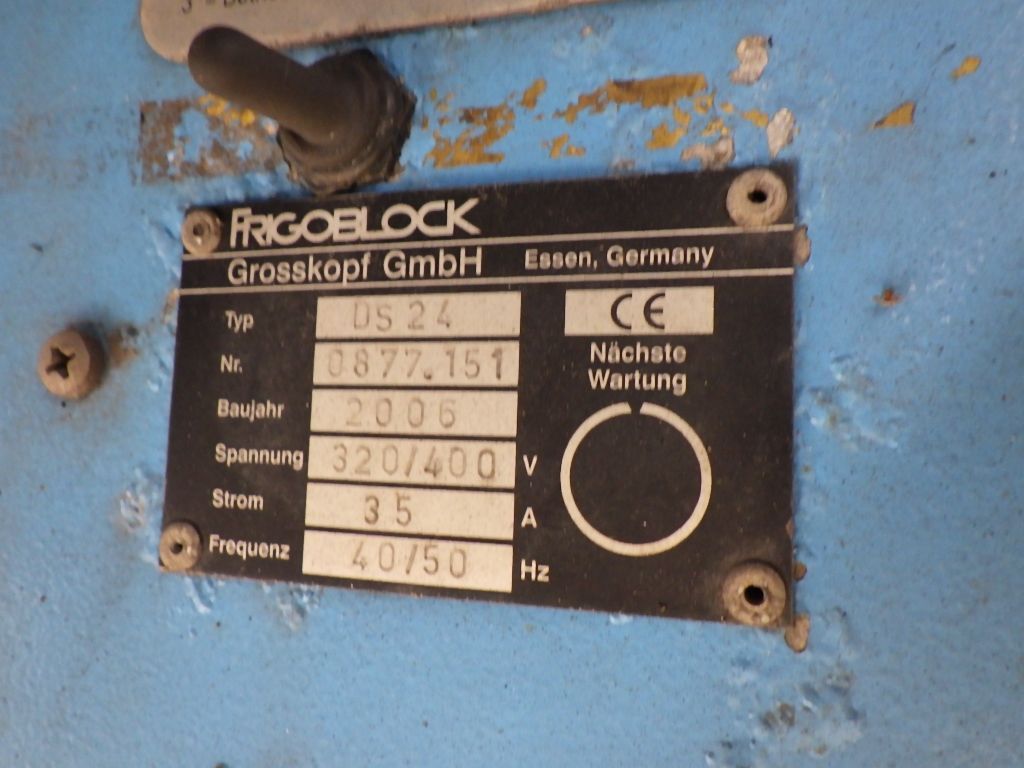 FRIGOBLOCK
Grosskopf GmbH Essen, Germany
Typ DS 24
Nr. 0877.151
Baujahr 2006
Spannung 320/400 V
Strom 35 A
Frequenz 40/50 Hz
CE
Nächste
Wartung